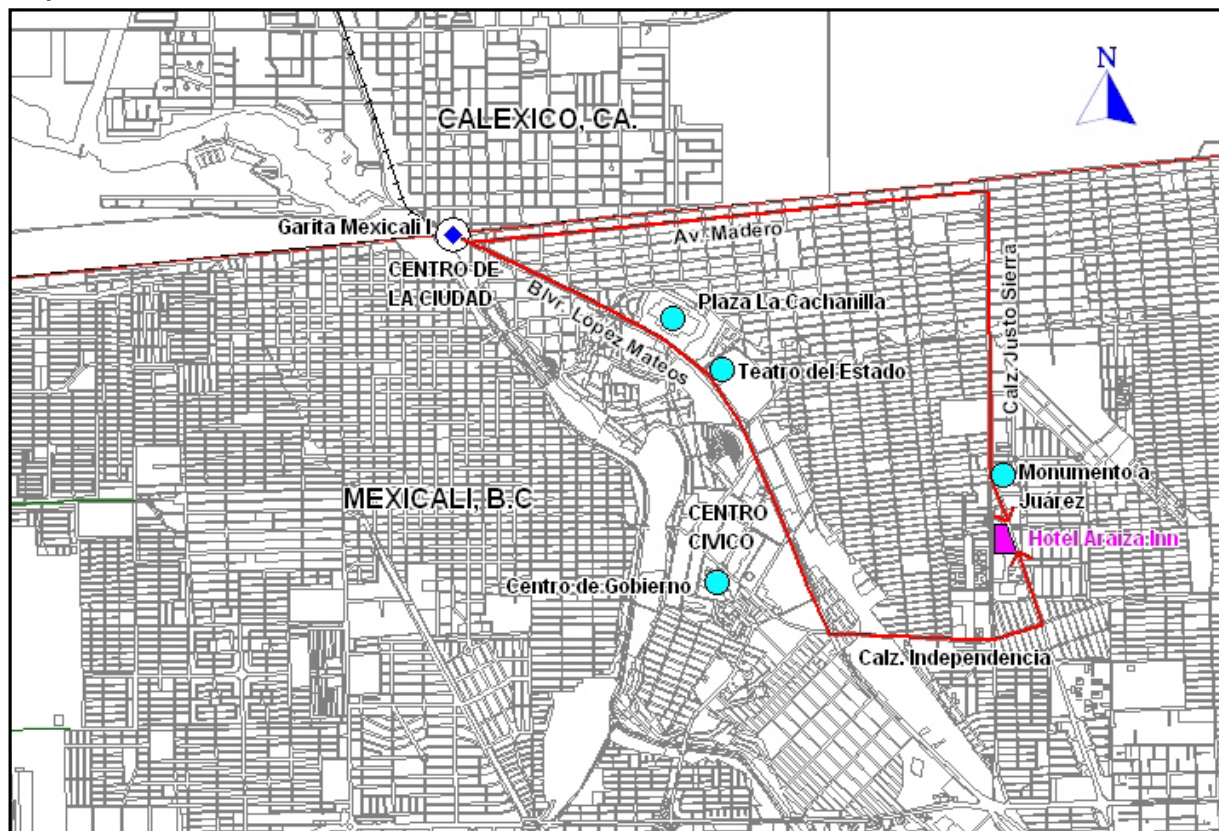 N
CALEXICO, CA.
Garita Mexicali I
Av. Madero
CENTRO DE
LA CIUDAD
Blvr. López Mateos
Plaza La Cachanilla
Calz. Justo Sierra
Teatro del Estado
MEXICALI, B.C
Monumento a
Juárez
CENTRO
CIVICO
Hotel Araiza Inn
Centro de Gobierno
Calz. Independencia